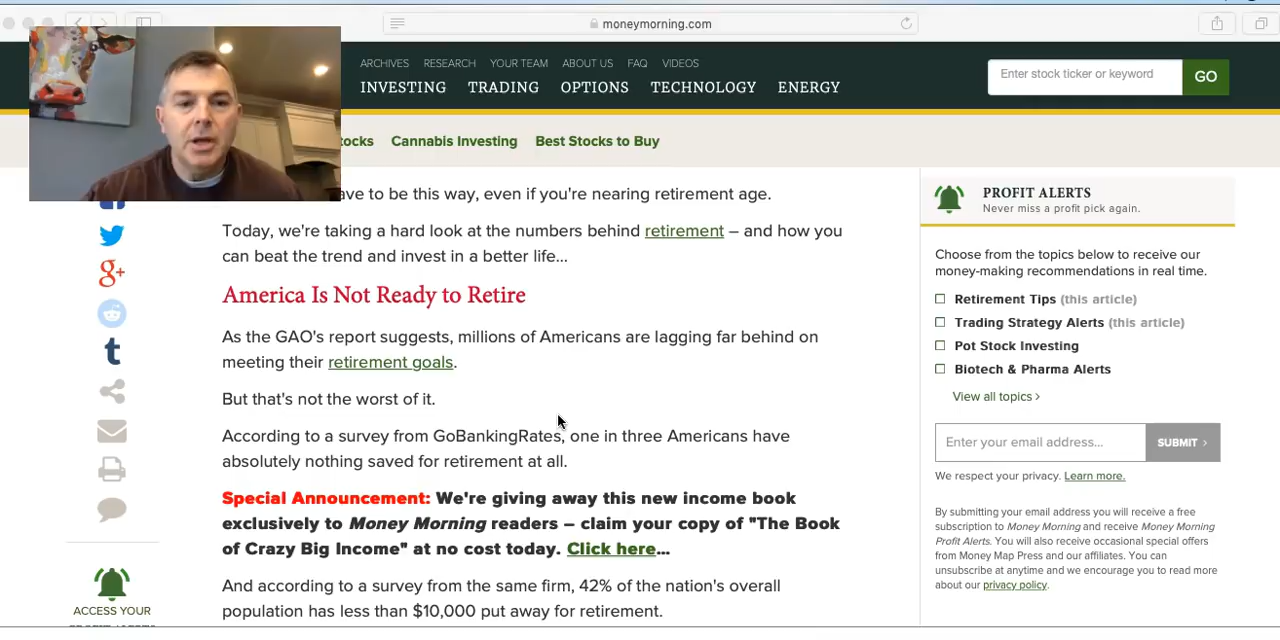 moneymorning.com
ARCHIVES RESEARCH YOUR TEAM ABOUT US FAQ VIDEOS
INVESTING TRADING OPTIONS TECHNOLOGY ENERGY
Enter stock ticker or keyword GO
tocks Cannabis Investing Best Stocks to Buy
ave to be this way, even if you're nearing retirement age.
Today, we're taking a hard look at the numbers behind retirement – and how you
can beat the trend and invest in a better life...
America Is Not Ready to Retire
As the GAO's report suggests, millions of Americans are lagging far behind on
meeting their retirement goals.
But that's not the worst of it.
According to a survey from GoBankingRates, one in three Americans have
absolutely nothing saved for retirement at all.
Special Announcement: We're giving away this new income book
exclusively to Money Morning readers – claim your copy of "The Book
of Crazy Big Income" at no cost today. Click here...
And according to a survey from the same firm, 42% of the nation's overall
population has less than $10,000 put away for retirement.
g+
t
ACCESS YOUR
PROFIT ALERTS
Never miss a profit pick again.
Choose from the topics below to receive our
money-making recommendations in real time.
Retirement Tips (this article)
Trading Strategy Alerts (this article)
Pot Stock Investing
Biotech & Pharma Alerts
View all topics ›
Enter your email address... SUBMIT ›
We respect your privacy. Learn more.
By submitting your email address you will receive a free
subscription to Money Morning and receive Money Morning
Profit Alerts. You will also receive occasional special offers
from Money Map Press and our affiliates. You can
unsubscribe at anytime and we encourage you to read more
about our privacy policy.